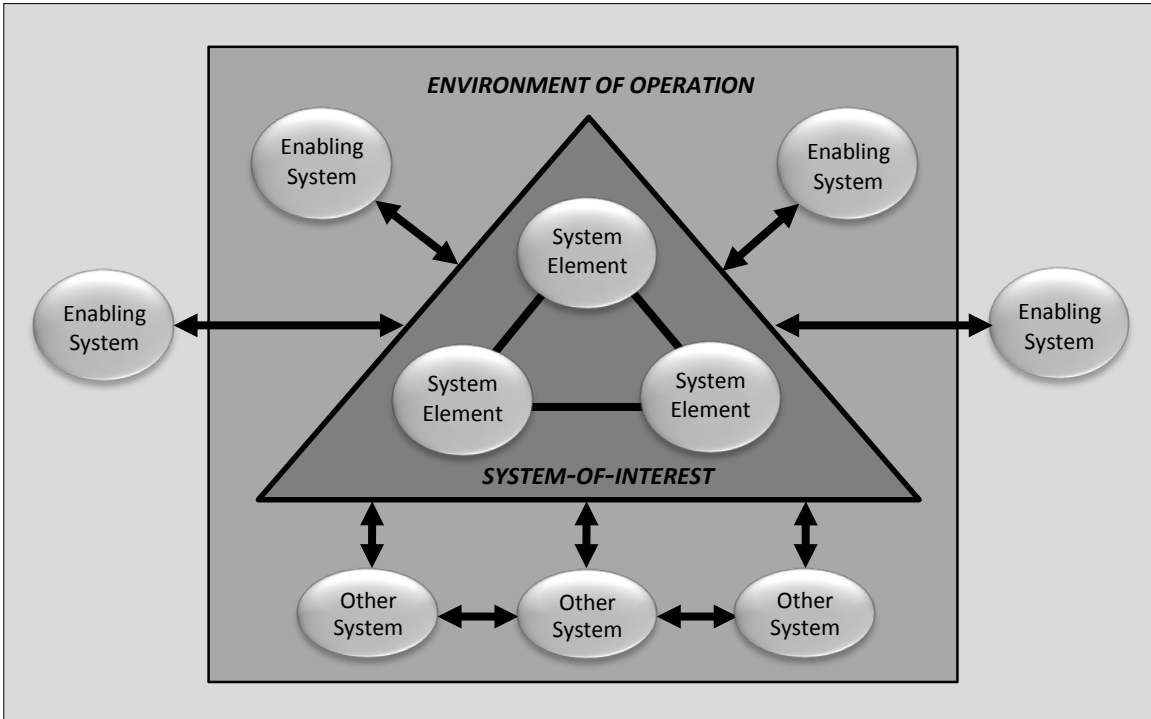 ENVIRONMENT OF OPERATION
Enabling
System
Enabling
System
System
Element
Enabling
System
Enabling
System
System
Element
System
Element
SYSTEM-OF-INTEREST
Other
System
Other
System
Other
System